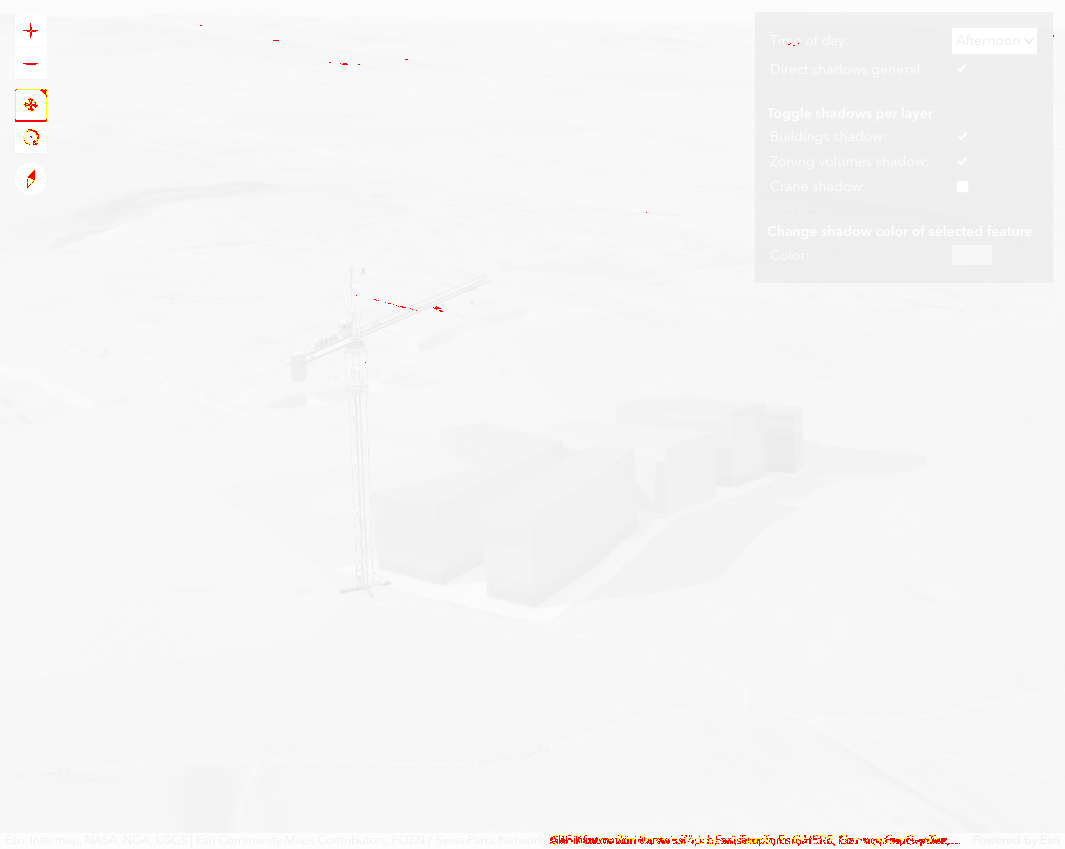 Time of day: Afternoon
Direct shadows general:
Toggle shadows per layer
Buildings shadow:
Zoning volumes shadow:
Crane shadow:
Change shadow color of selected feature
Color:
Esri, Intermap, NASA, NGA, USGS | Esri Community Maps Contributors, FOEN / Swiss Parks Network, Powered by Esri